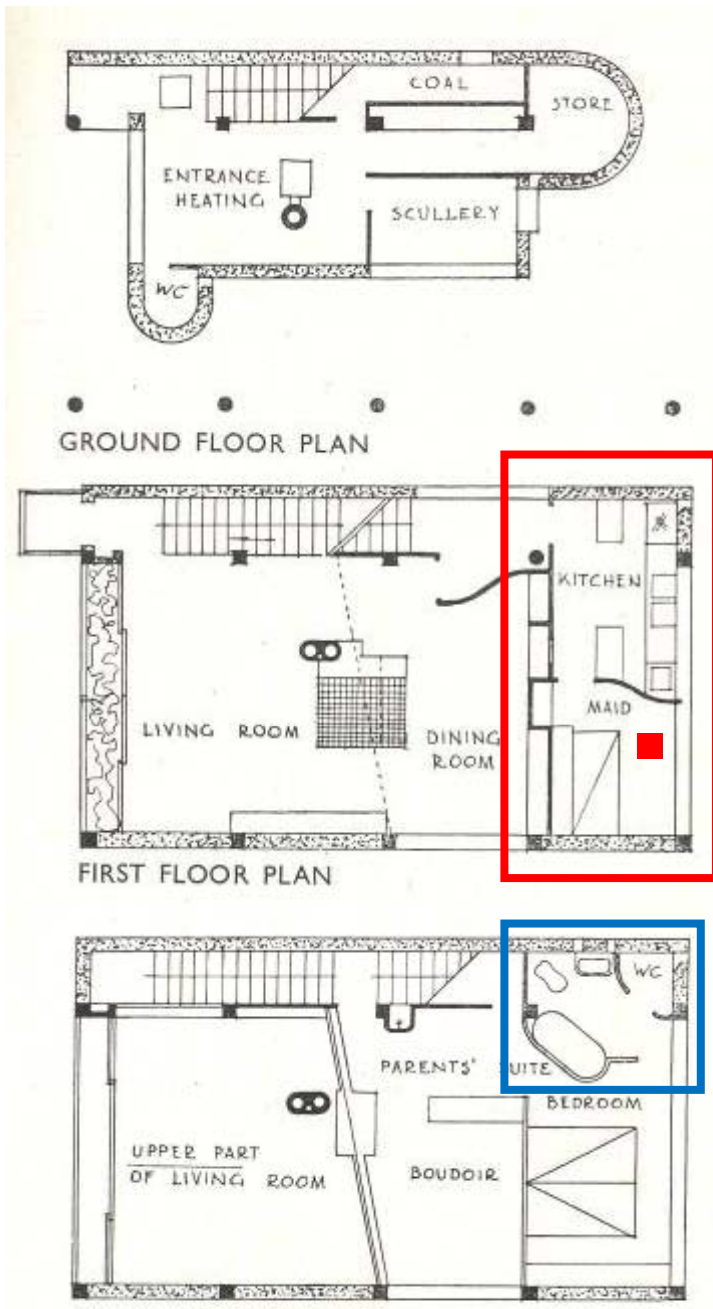 COAL
STORE
ENTRANCE
HEATING
SCULLERY
WC
GROUND FLOOR PLAN
KITCHEN
MAID
LIVING ROOM
DINING
ROOM
FIRST FLOOR PLAN
WC
PARENTS' SUITE
BEDROOM
UPPER PART
OF LIVING ROOM
BOUDOIR